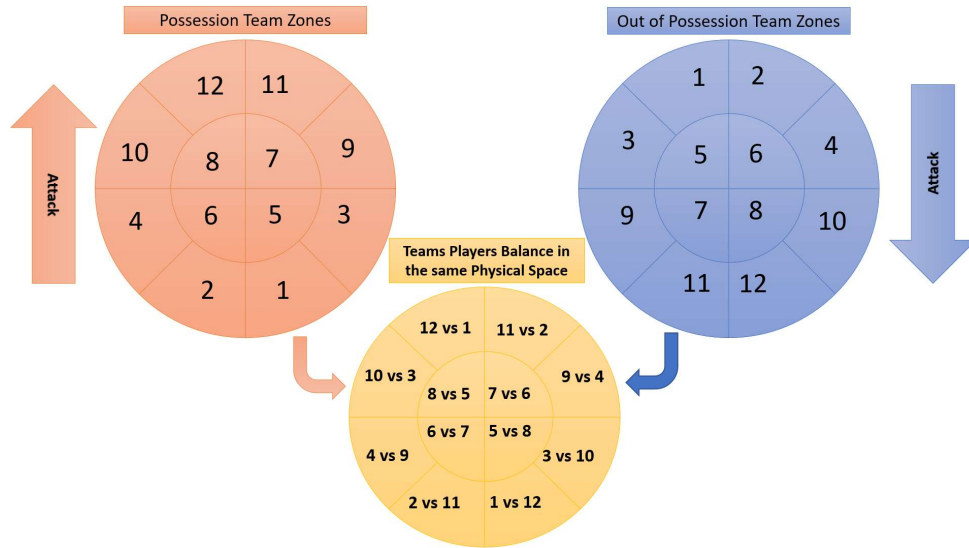 Possession Team Zones
Out of Possession Team Zones
12 11
10 9
8 7
4 6 5 3
2 1
Attack
1 2
3 4
5 6
9 7 8 10
11 12
Attack
Teams Players Balance in
the same Physical Space
12 vs 1 11 vs 2
10 vs 3 9 vs 4
8 vs 5 7 vs 6
6 vs 7 5 vs 8
4 vs 9 3 vs 10
2 vs 11 1 vs 12